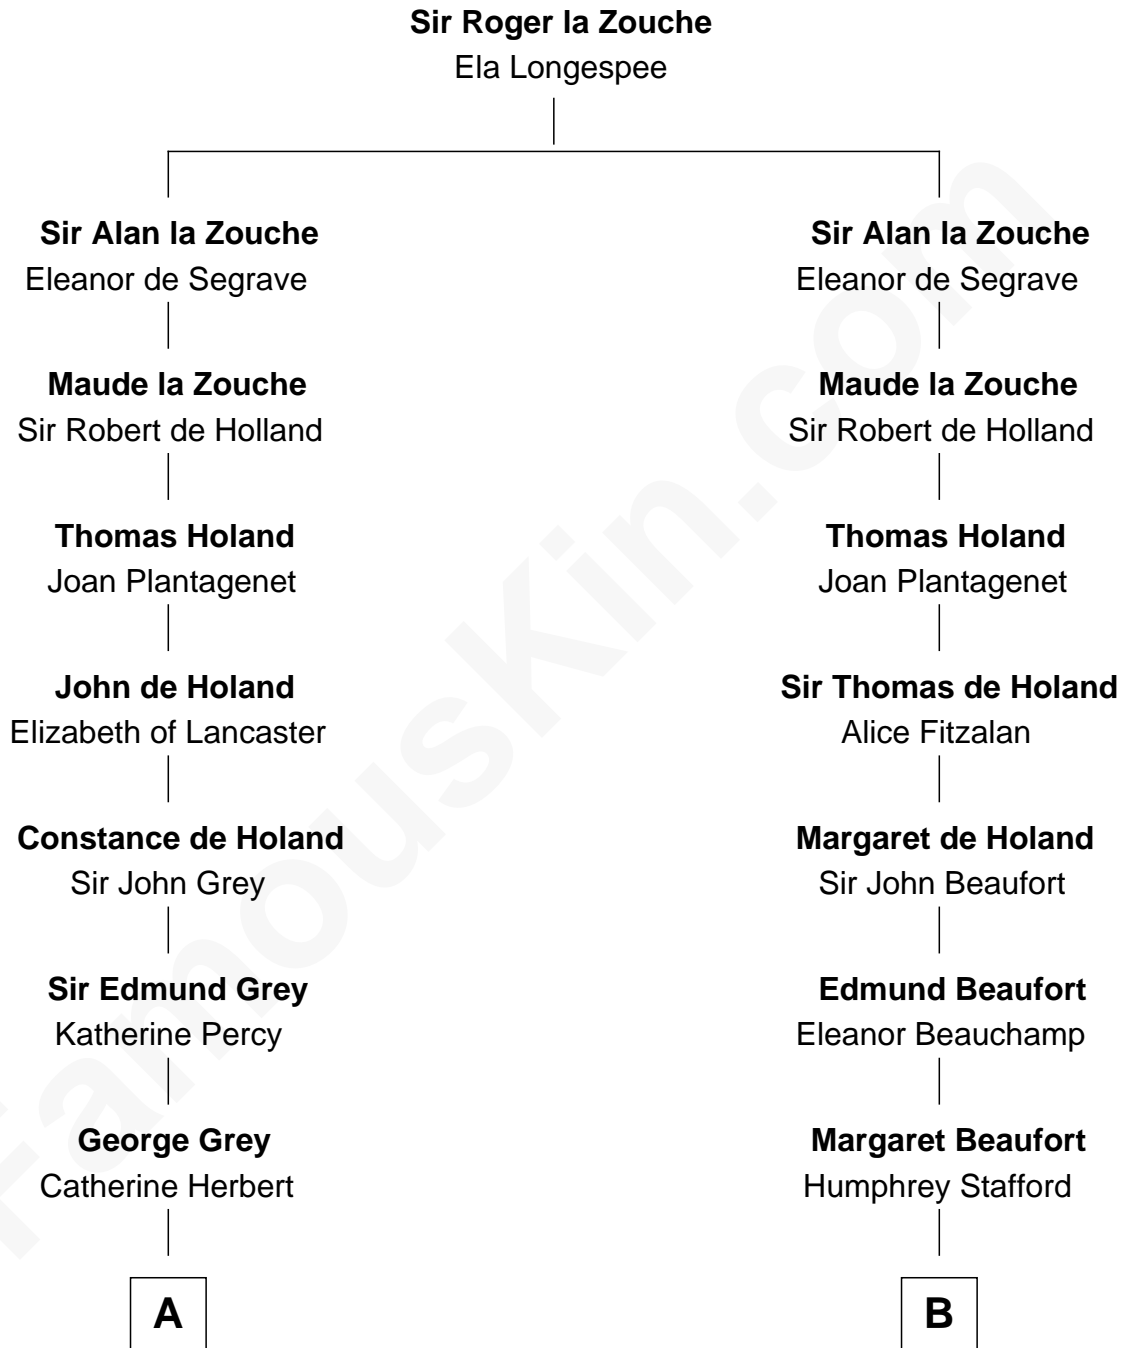 Sir Roger la Zouche
Ela Longespee
Sir Alan la Zouche
Eleanor de Segrave
Sir Alan la Zouche
Eleanor de Segrave
Maude la Zouche
Sir Robert de Holland
Maude la Zouche
Sir Robert de Holland
Thomas Holand
Joan Plantagenet
Thomas Holand
Joan Plantagenet
John de Holand
Elizabeth of Lancaster
Sir Thomas de Holand
Alice Fitzalan
Constance de Holand
Sir John Grey
Margaret de Holand
Sir John Beaufort
Sir Edmund Grey
Katherine Percy
Edmund Beaufort
Eleanor Beauchamp
George Grey
Catherine Herbert
Margaret Beaufort
Humphrey Stafford
A
B
FamousKin.com